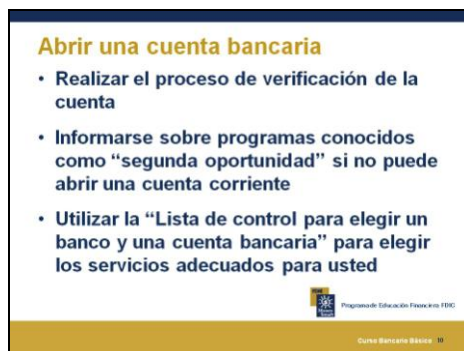 Abrir una cuenta bancaria
• Realizar el proceso de verificación de la
cuenta
• Informarse sobre programas conocidos
como “segunda oportunidad” si no puede
abrir una cuenta corriente
• Utilizar la “Lista de control para elegir un
banco y una cuenta bancaria” para elegir
los servicios adecuados para usted
Programa de Educación Financiera FDIC
Curso Bancario Básico 10